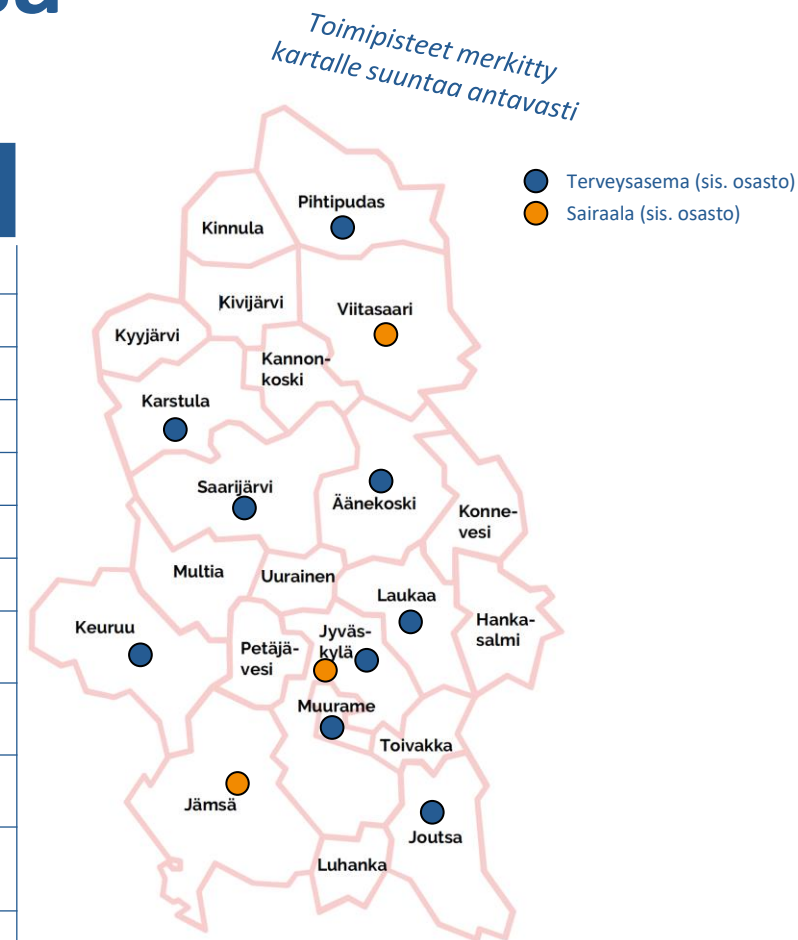 Toimipisteet merkitty
kartalle suuntaa antavasti
Terveysasema (sis. osasto)
Sairaala (sis. osasto)
Pihtipudas
Kinnula
Kivijärvi
Viitasaari
Kyyjärvi
Kannon-
koski
Karstula
Saarijärvi
Äänekoski
Konne-
vesi
Multia
Uurainen
Laukaa
Keuruu
Petäjä-
vesi
Jyväs-
kylä
Hanka-
salmi
Muurame
Toivakka
Jämsä
Joutsa
Luhanka